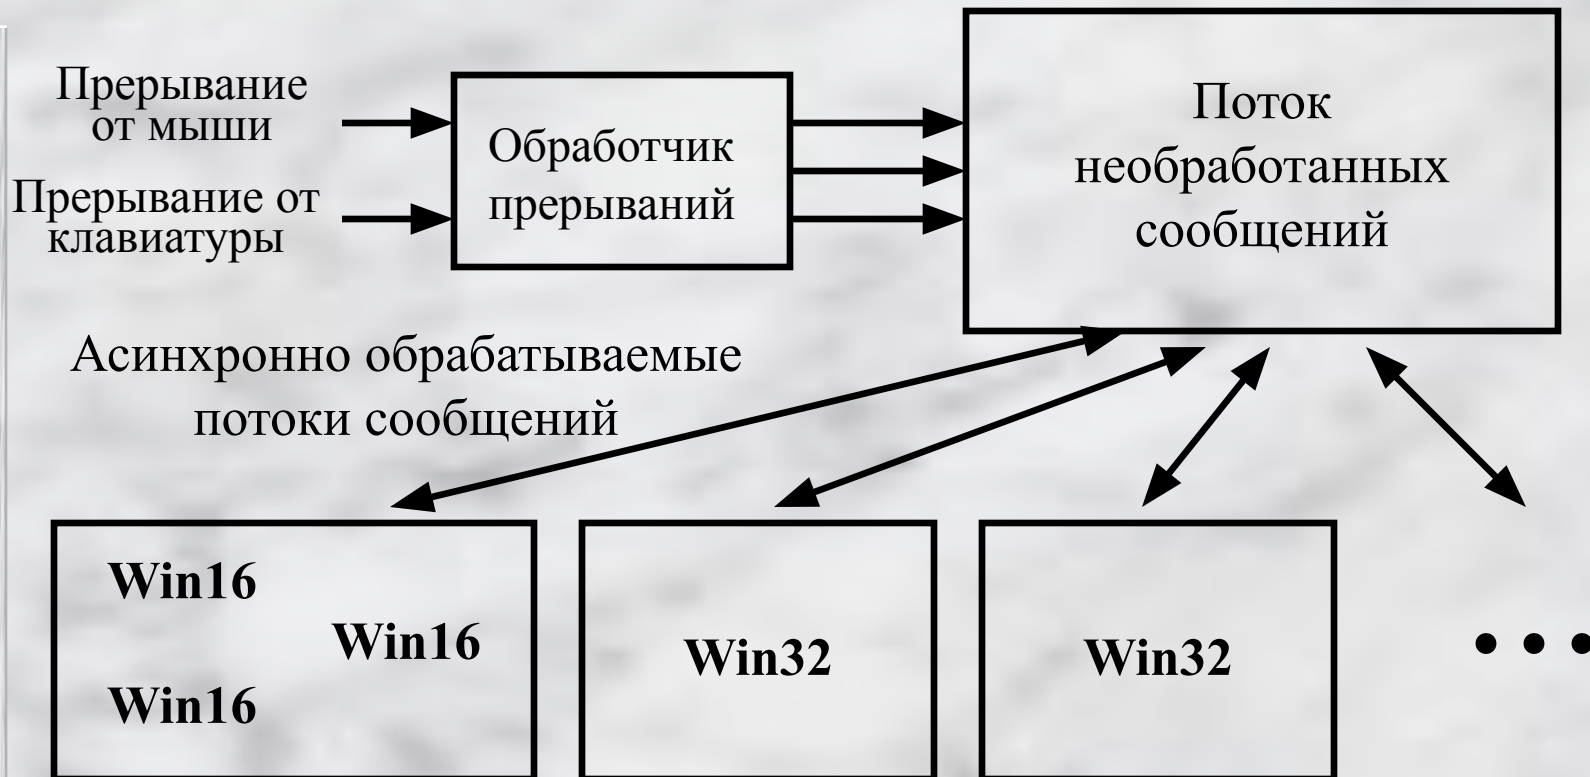 Прерывание
от мыши
Прерывание от
клавиатуры
Обработчик
прерываний
Поток
необработанных
сообщений
Асинхронно обрабатываемые
потоки сообщений
Win16
Win16
Win16
Win32
Win32
• • •